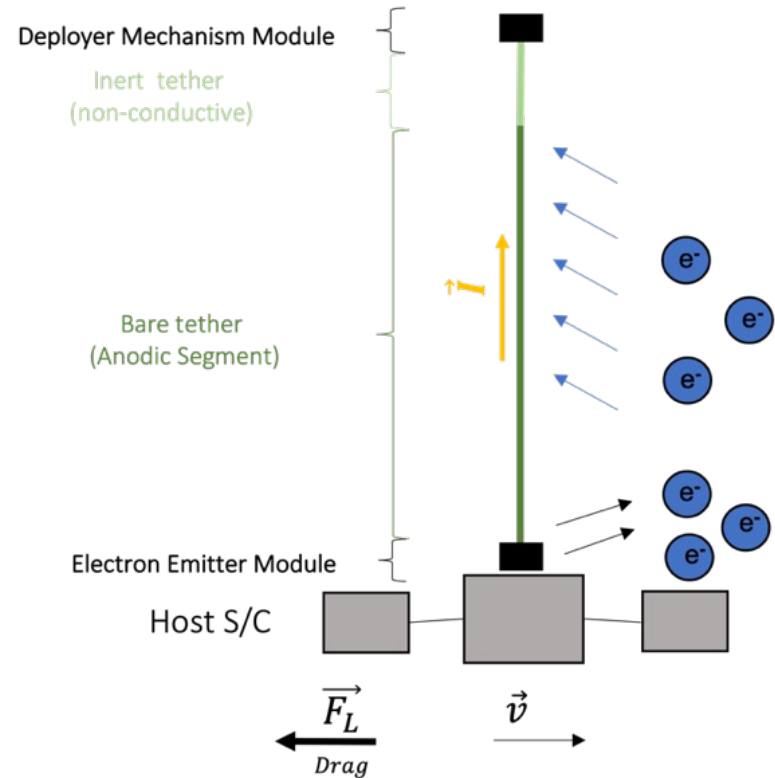 Deployer Mechanism Module
Inert tether
(non-conductive)
e-
e-
I
Bare tether
(Anodic Segment)
e-
e-
e-
e-
Electron Emitter Module
Host S/C
F_L
v
Drag